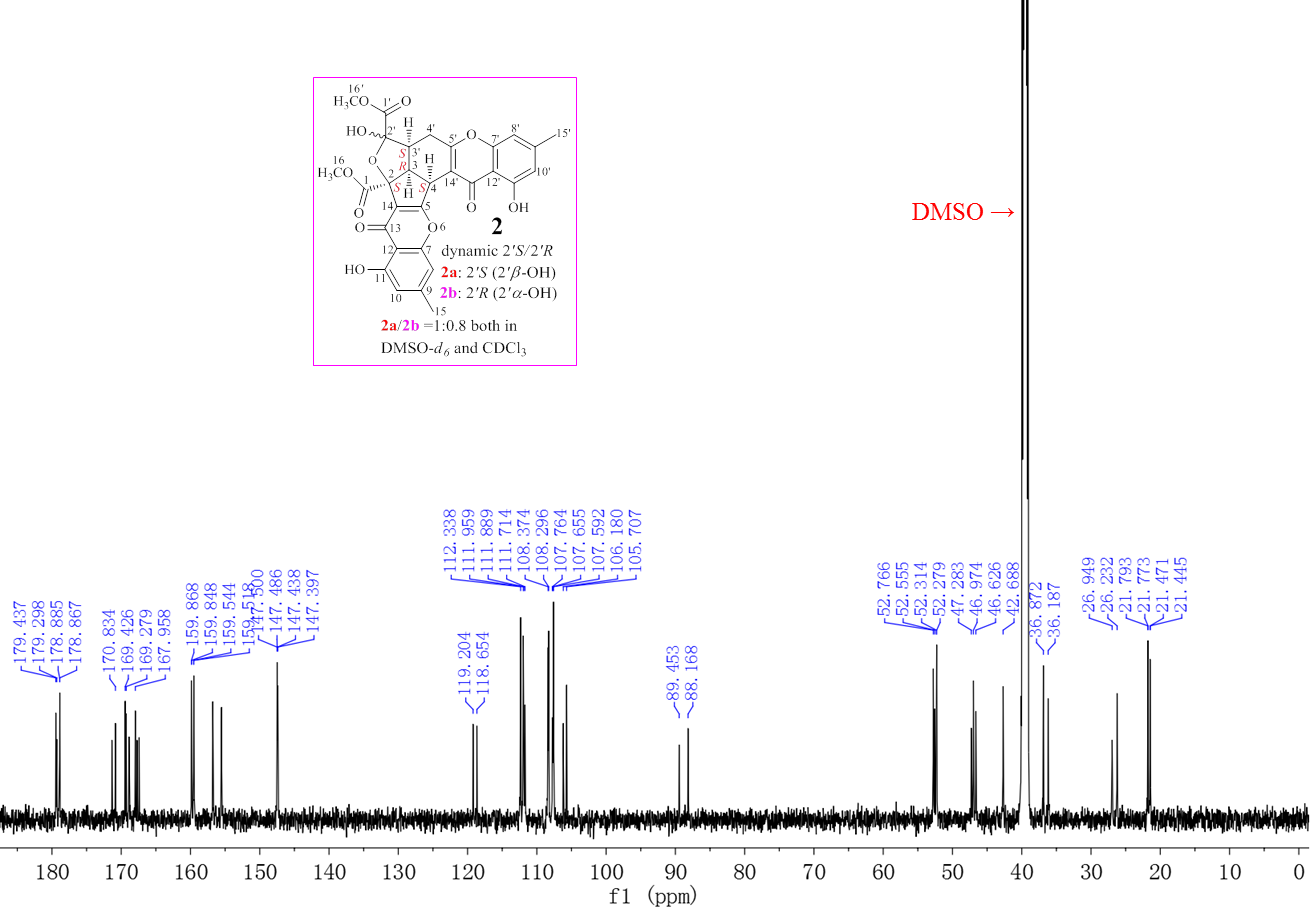 16'
H₃CO
O
1'
HO
2'
H
4'
O
5'
7'
8'
15'
3'
S
R
3
H
O
16
H₃CO
2
S
S
4
14'
12'
10'
1
H
O
14
5
O
OH
O
13
O
6
2
12
7
dynamic 2'S/2'R
HO
11
2a: 2'S (2'β-OH)
10
9
2b: 2'R (2'α-OH)
15
2a/2b =1:0.8 both in
DMSO-d₆ and CDCl₃
DMSO →
179.437
179.298
178.885
178.867
170.834
169.426
169.279
167.958
159.868
159.848
159.544
159.518
147.500
147.486
147.438
147.397
119.204
118.654
112.338
111.959
111.889
111.714
108.374
108.296
107.764
107.655
107.592
106.180
105.707
89.453
88.168
52.766
52.555
52.314
52.279
47.283
46.974
46.626
42.688
36.872
36.187
26.949
26.232
21.793
21.773
21.471
21.445
180 170 160 150 140 130 120 110 100 90 80 70 60 50 40 30 20 10 0
f1 (ppm)